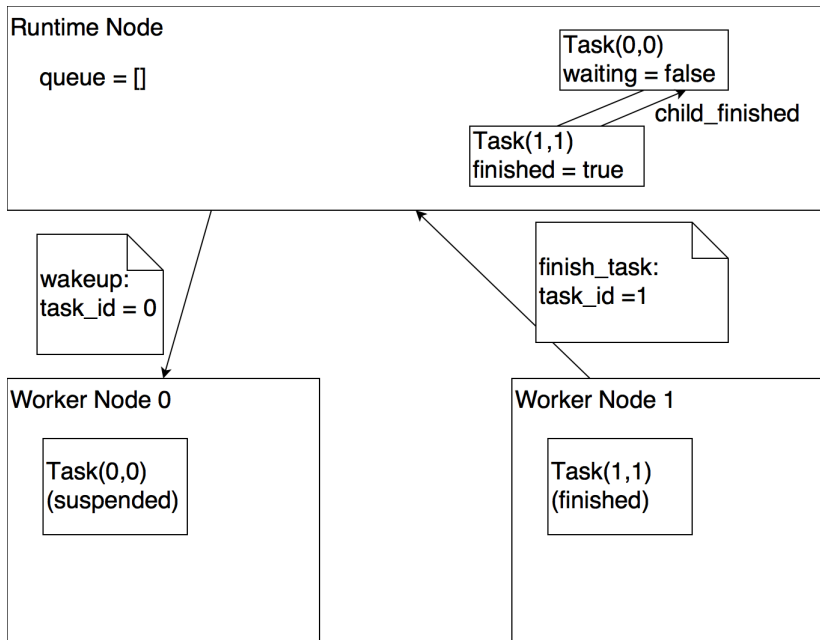 Runtime Node
queue = []
Task(0,0)
waiting = false
child_finished
Task(1,1)
finished = true
wakeup:
task_id = 0
finish_task:
task_id =1
Worker Node 0
Task(0,0)
(suspended)
Worker Node 1
Task(1,1)
(finished)